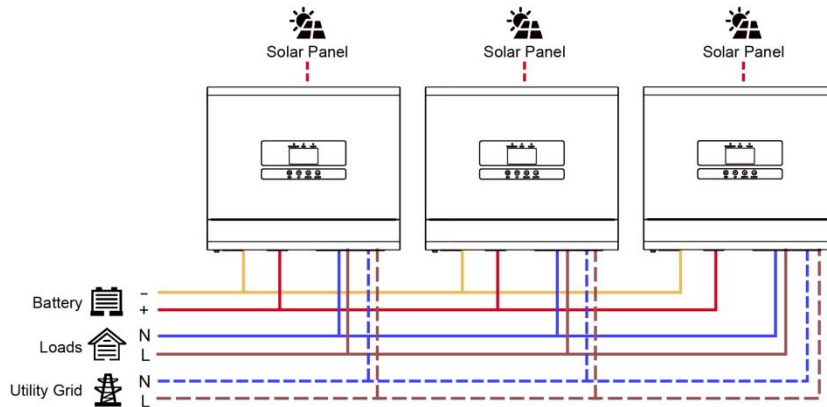 Solar Panel
Solar Panel
Solar Panel
Battery
−
+
Loads
N
L
Utility Grid
N
L